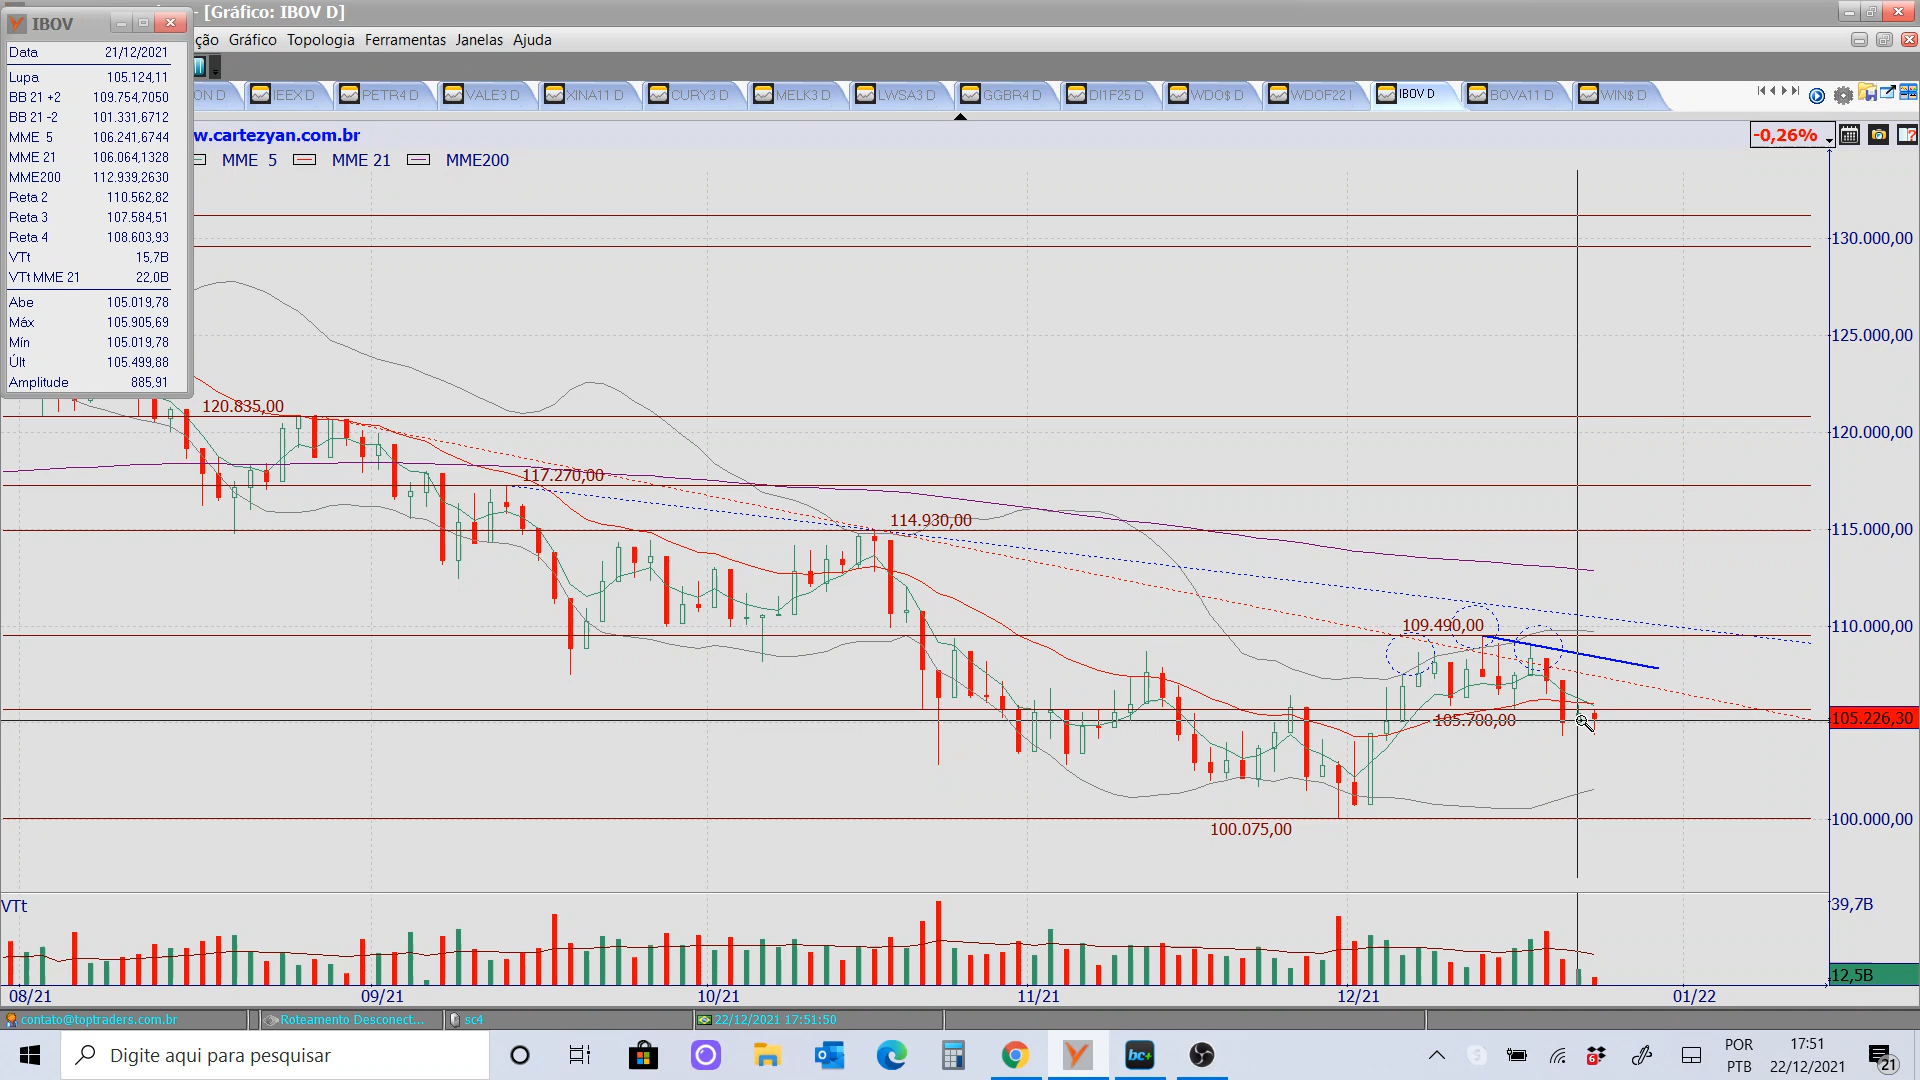 - [Gráfico: IBOV D]
IBOV
ção Gráfico Topologia Ferramentas Janelas Ajuda
Data 21/12/2021
Lupa 105.124,11
BB 21 +2 109.754,7050
BB 21 -2 101.331,6712
MME 5 106.241,6744
MME 21 106.064,1328
MME200 112.939,2630
Reta 2 110.562,82
Reta 3 107.584,51
Reta 4 108.603,93
VTt 15,7B
VTt MME 21 22,0B
Abe 105.019,78
Máx 105.905,69
Mín 105.019,78
Últ 105.499,88
Amplitude 885,91
ON D IEEX D PETR4 D VALE3 D XINA11 D CURY3 D MELK3 D LWSA3 D GGBR4 D DI1F25 D WDO$ D WDOF22 I IBOV D BOVA11 D WIN$ D
w.cartezyan.com.br
-0,26%
MME 5 MME 21 MME200
130.000,00
125.000,00
120.835,00
120.000,00
117.270,00
114.930,00
115.000,00
109.490,00
110.000,00
105.700,00
105.226,30
100.075,00
100.000,00
VTt
39,7B
12,5B
08/21 09/21 10/21 11/21 12/21 01/22
contato@toptraders.com.br Roteamento Desconect... sc4 22/12/2021 17:51:50
Digite aqui para pesquisar
bc+
6
POR
PTB
17:51
22/12/2021
21